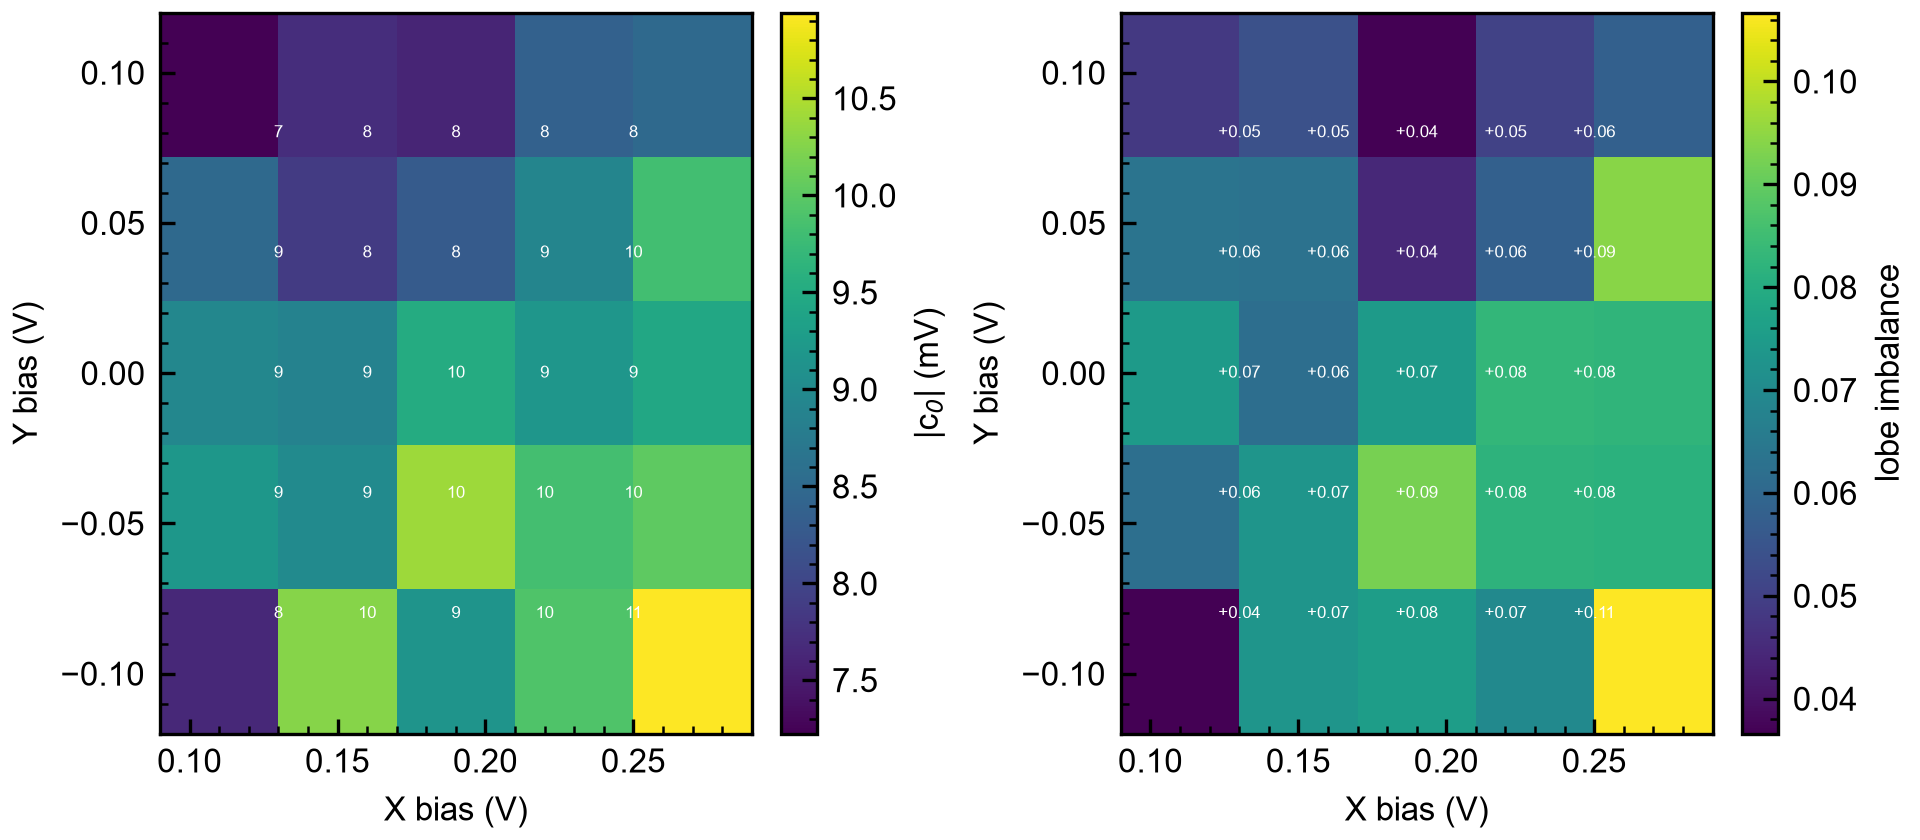 0.10
0.05
0.00
−0.05
−0.10
Y bias (V)
7 8 8 8 8
9 8 8 9 10
9 9 10 9 9
9 9 10 10 10
8 10 9 10 11
0.10 0.15 0.20 0.25
X bias (V)
10.5
10.0
9.5
9.0
8.5
8.0
7.5
|c0| (mV)
0.10
0.05
0.00
−0.05
−0.10
Y bias (V)
+0.05 +0.05 +0.04 +0.05 +0.06
+0.06 +0.06 +0.04 +0.06 +0.09
+0.07 +0.06 +0.07 +0.08 +0.08
+0.06 +0.07 +0.09 +0.08 +0.08
+0.04 +0.07 +0.08 +0.07 +0.11
0.10 0.15 0.20 0.25
X bias (V)
0.10
0.09
0.08
0.07
0.06
0.05
0.04
lobe imbalance